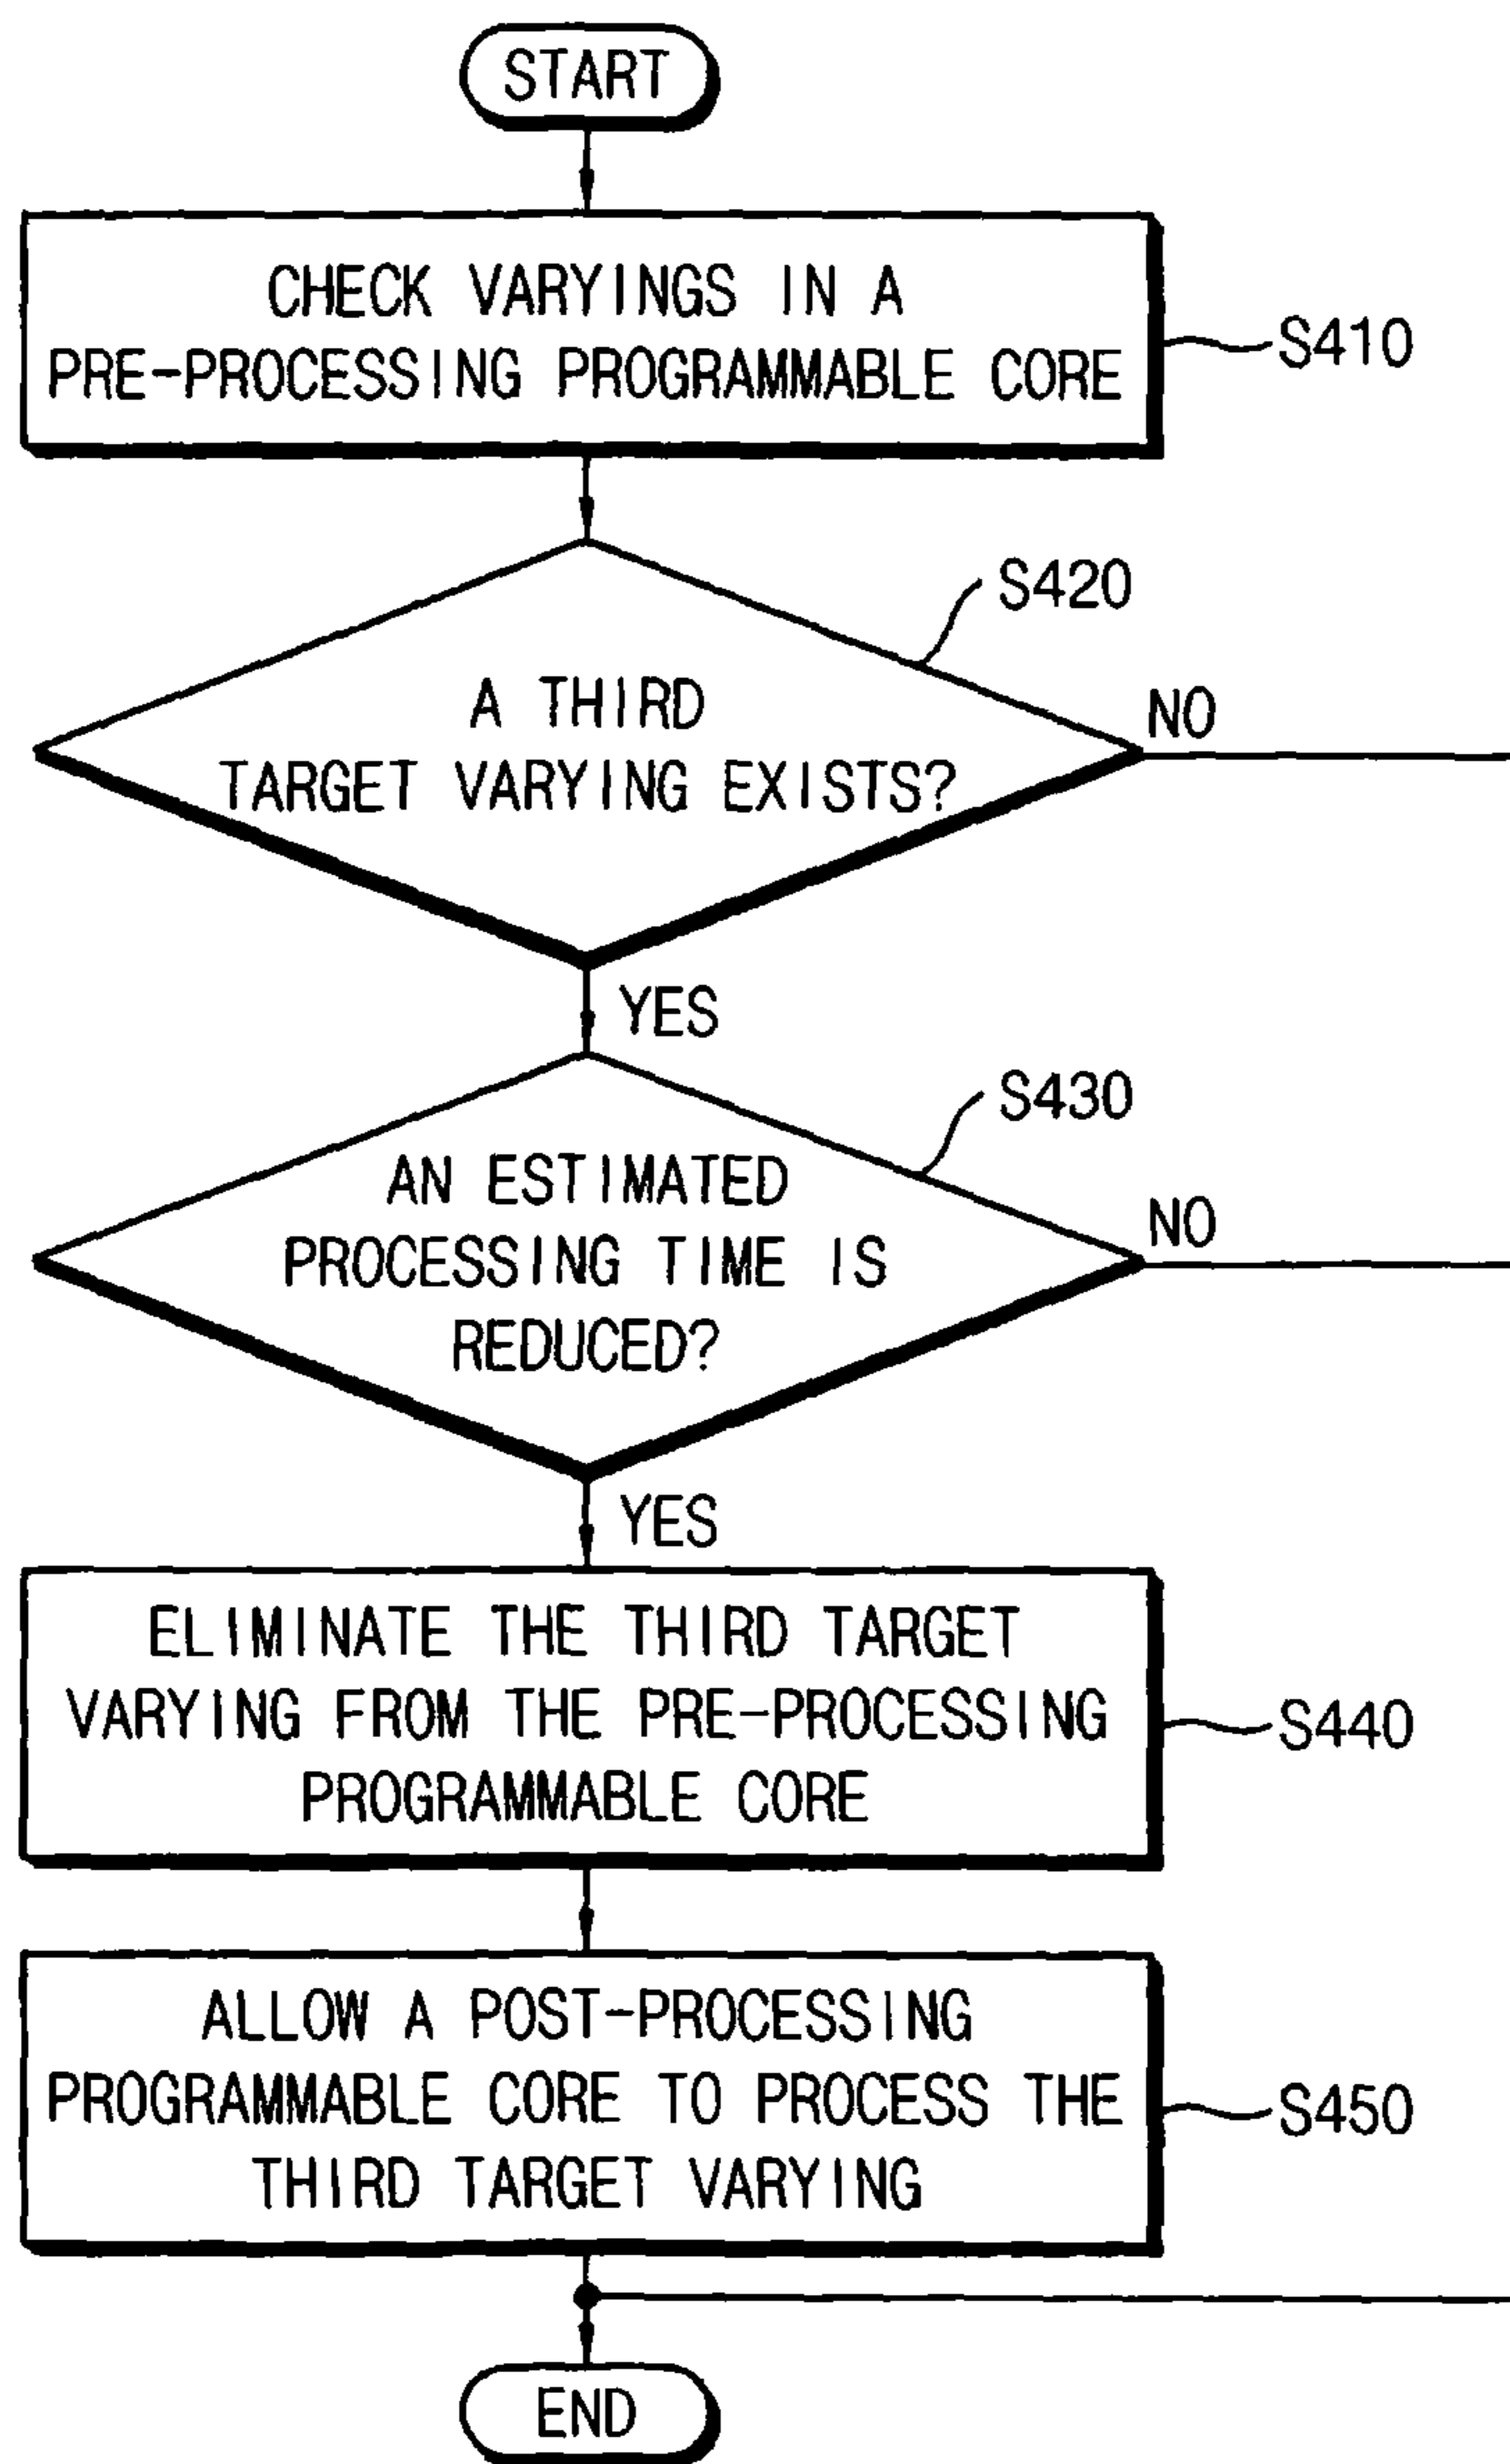 START
CHECK VARYINGS IN A
PRE-PROCESSING PROGRAMMABLE CORE
S410
S420
A THIRD
TARGET VARYING EXISTS?
NO
YES
S430
AN ESTIMATED
PROCESSING TIME IS
REDUCED?
NO
YES
ELIMINATE THE THIRD TARGET
VARYING FROM THE PRE-PROCESSING
PROGRAMMABLE CORE
S440
ALLOW A POST-PROCESSING
PROGRAMMABLE CORE TO PROCESS THE
THIRD TARGET VARYING
S450
END